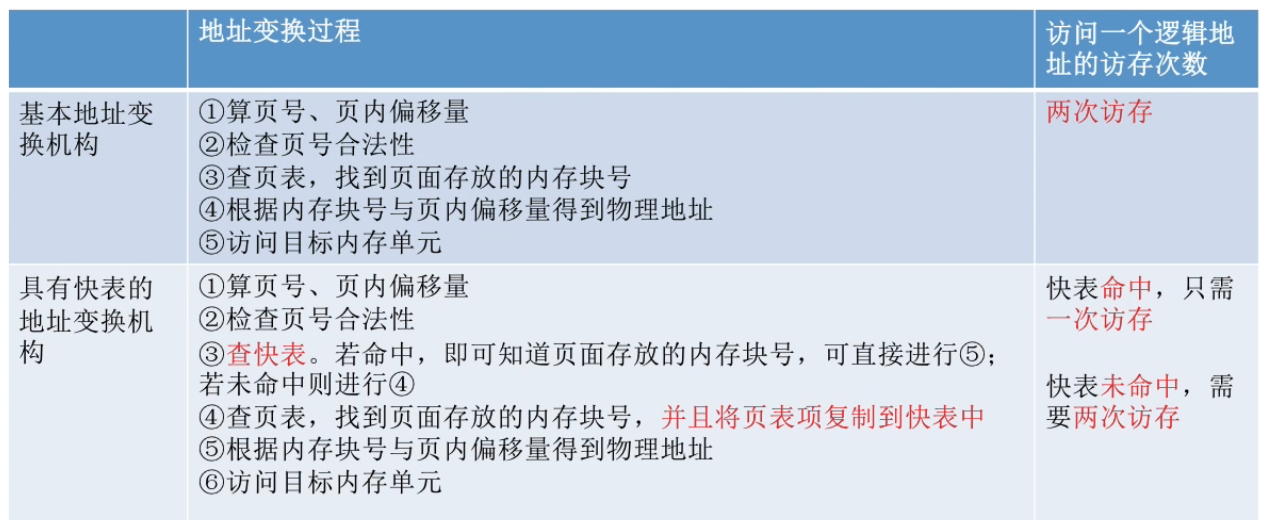 地址变换过程
访问一个逻辑地
址的访存次数
基本地址变
换机构
①算页号、页内偏移量
②检查页号合法性
③查页表，找到页面存放的内存块号
④根据内存块号与页内偏移量得到物理地址
⑤访问目标内存单元
两次访存
具有快表的
地址变换机
构
①算页号、页内偏移量
②检查页号合法性
③查快表。若命中，即可知道页面存放的内存块号，可直接进行⑤；
若未命中则进行④
④查页表，找到页面存放的内存块号，并且将页表项复制到快表中
⑤根据内存块号与页内偏移量得到物理地址
⑥访问目标内存单元
快表命中，只需
一次访存
快表未命中，需
要两次访存